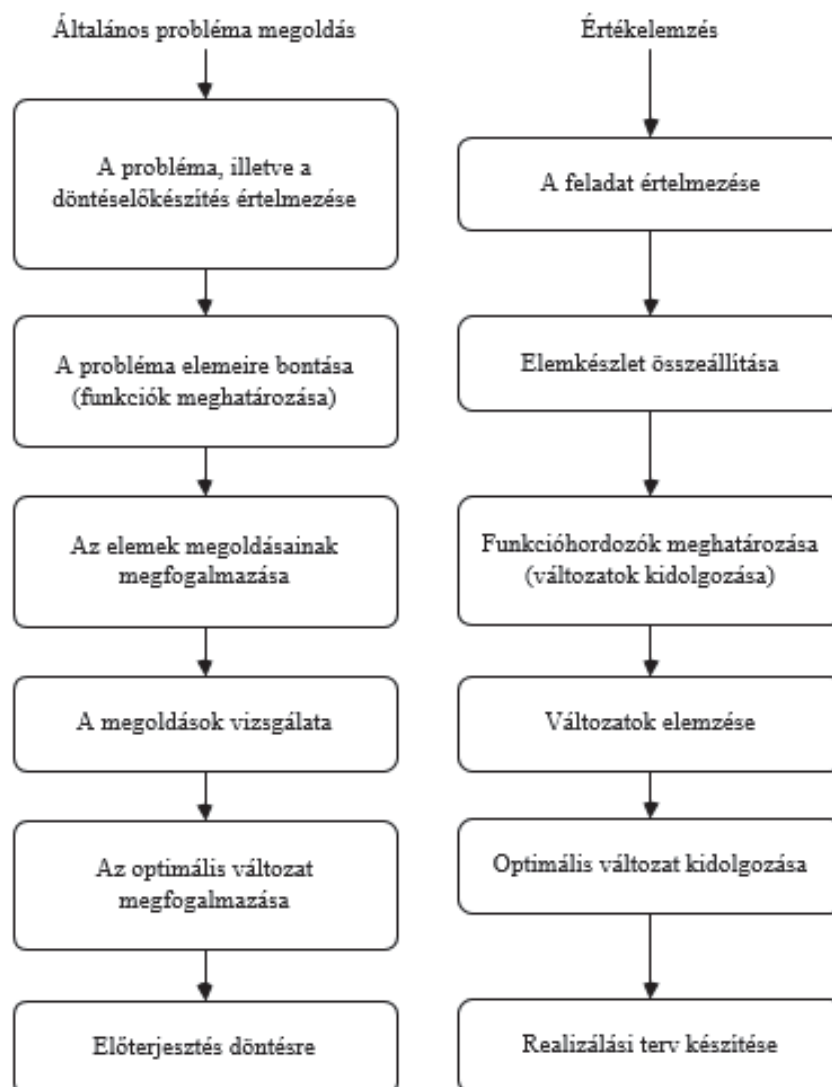 Általános probléma megoldás
A probléma, illetve a
döntéselőkészítés értelmezése
A probléma elemeire bontása
(funkciók meghatározása)
Az elemek megoldásainak
megfogalmazása
A megoldások vizsgálata
Az optimális változat
megfogalmazása
Előterjesztés döntésre
Értékelemzés
A feladat értelmezése
Elemkészlet összeállítása
Funkcióhordozók meghatározása
(változatok kidolgozása)
Változatok elemzése
Optimális változat kidolgozása
Realizálási terv készítése